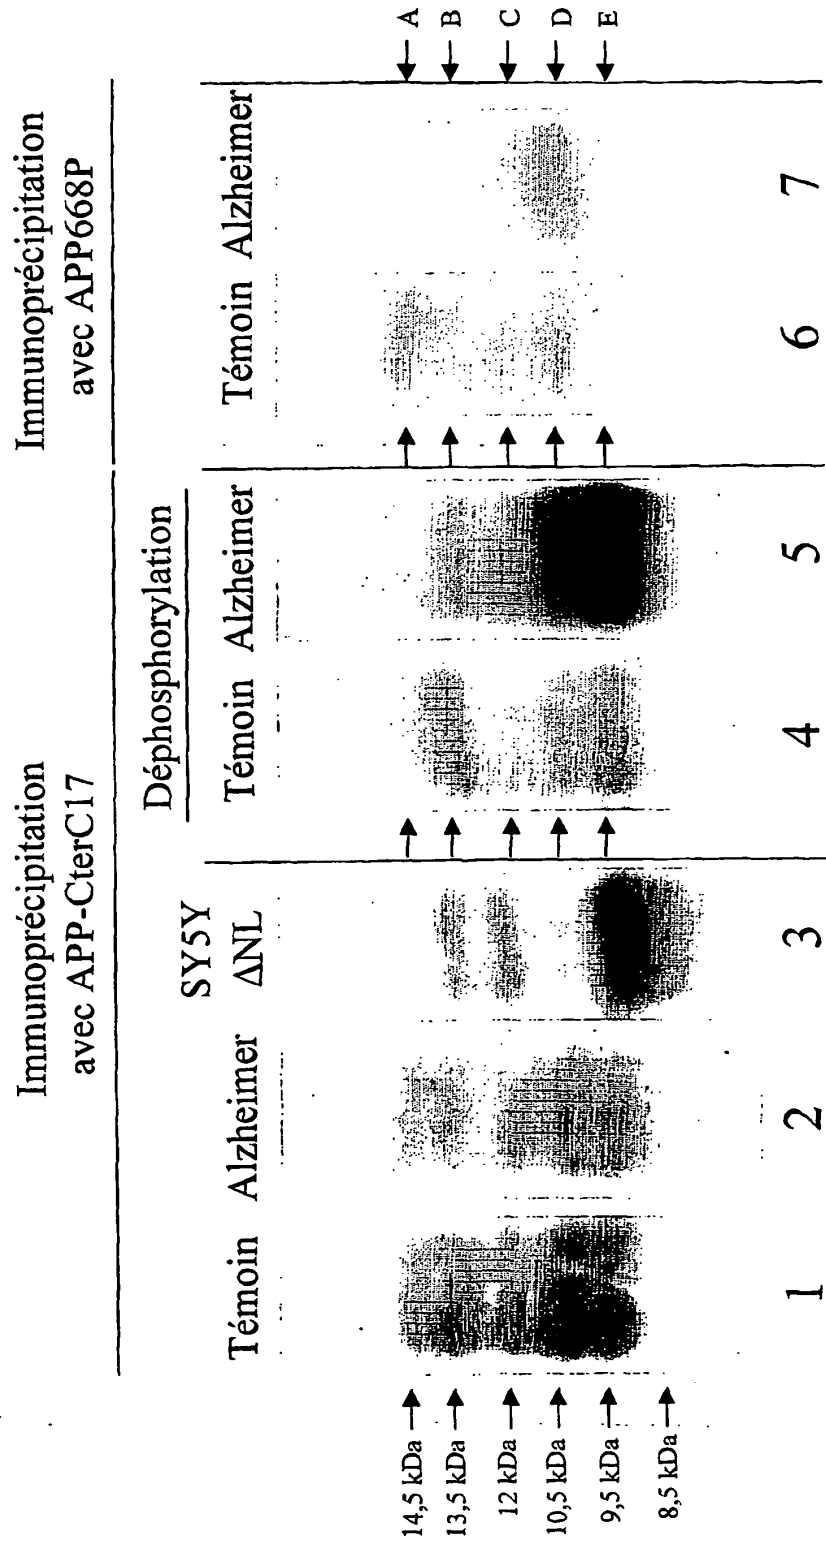 Immunoprécipitation
avec APP-CterC17
Immunoprécipitation
avec APP668P
Déphosphorylation
SY5Y
ΔNL
Témoin Alzheimer
Témoin Alzheimer
Témoin Alzheimer
14,5 kDa
13,5 kDa
12 kDa
10,5 kDa
9,5 kDa
8,5 kDa
A
B
C
D
E
1 2 3 4 5 6 7